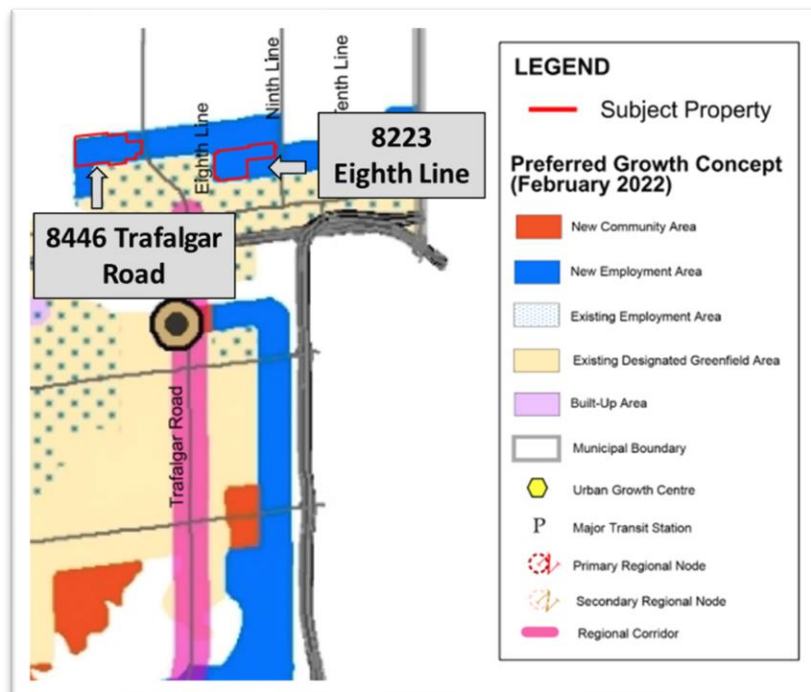 Eighth Line
Ninth Line
Tenth Line
8223
Eighth Line
8446 Trafalgar
Road
Trafalgar Road
LEGEND
Subject Property
Preferred Growth Concept
(February 2022)
New Community Area
New Employment Area
Existing Employment Area
Existing Designated Greenfield Area
Built-Up Area
Municipal Boundary
Urban Growth Centre
P Major Transit Station
Primary Regional Node
Secondary Regional Node
Regional Corridor